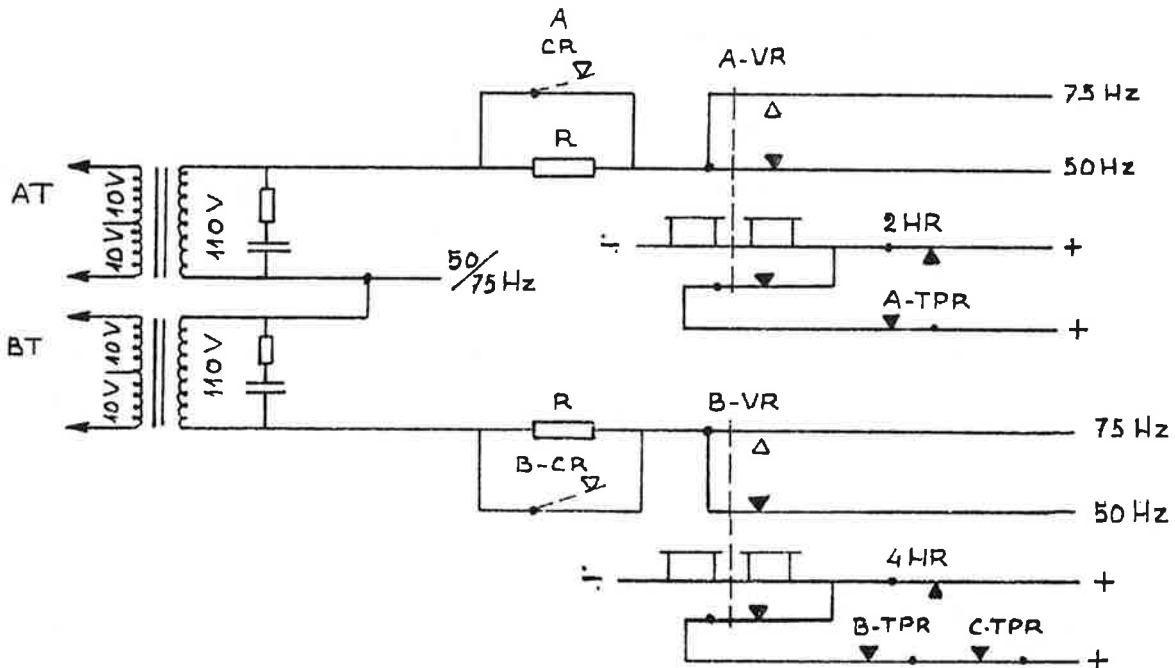 A
CR
A-VR
75 Hz
R
50 Hz
AT
10V 10V
110V
2 HR
+
50/75 Hz
A-TPR
+
BT
10V 10V
110V
R
B-VR
75 Hz
B-CR
50 Hz
4 HR
+
B-TPR
C-TPR
+